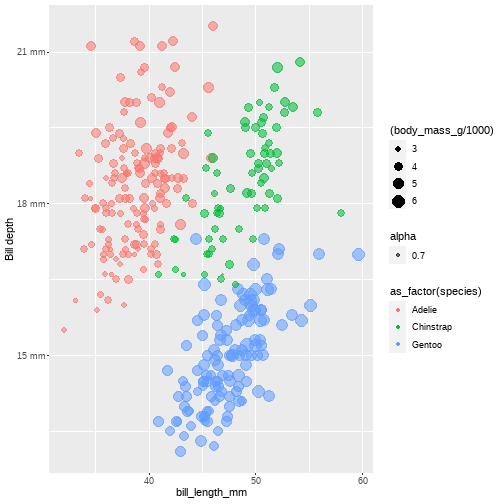 21 mm
18 mm
15 mm
Bill depth
40
50
60
bill_length_mm
(body_mass_g/1000)
3
4
5
6
alpha
0.7
as_factor(species)
Adelie
Chinstrap
Gentoo